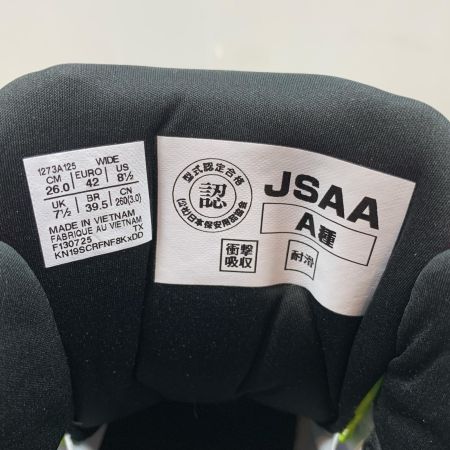 1273A125 WIDE
CM EURO US
26.0 42 8½
UK BR CN
7½ 39.5 260(3.0)
MADE IN VIETNAM
FABRIQUE AU VIETNAM
F130725 TX
KN19SCRFNF8KxDD
型式認定合格
認
(公社)日本保安用品協会
JSAA
A種
衝撃
吸収
耐滑